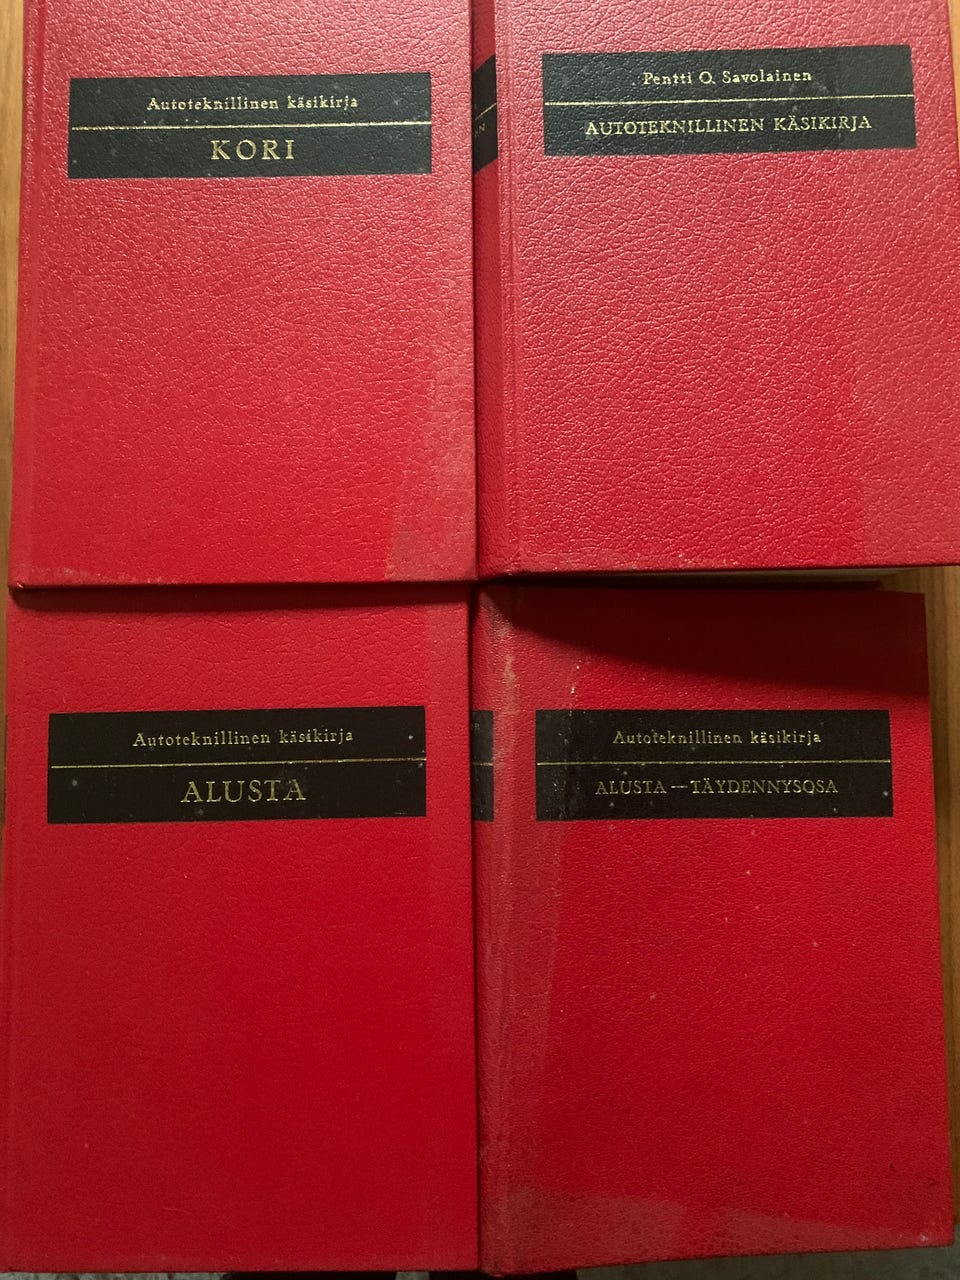 Autoteknillinen käsikirja
KORI
Pentti O. Savolainen
AUTOTEKNILLINEN KÄSIKIRJA
Autoteknillinen käsikirja
ALUSTA
Autoteknillinen käsikirja
ALUSTA — TÄYDENNYSOSA